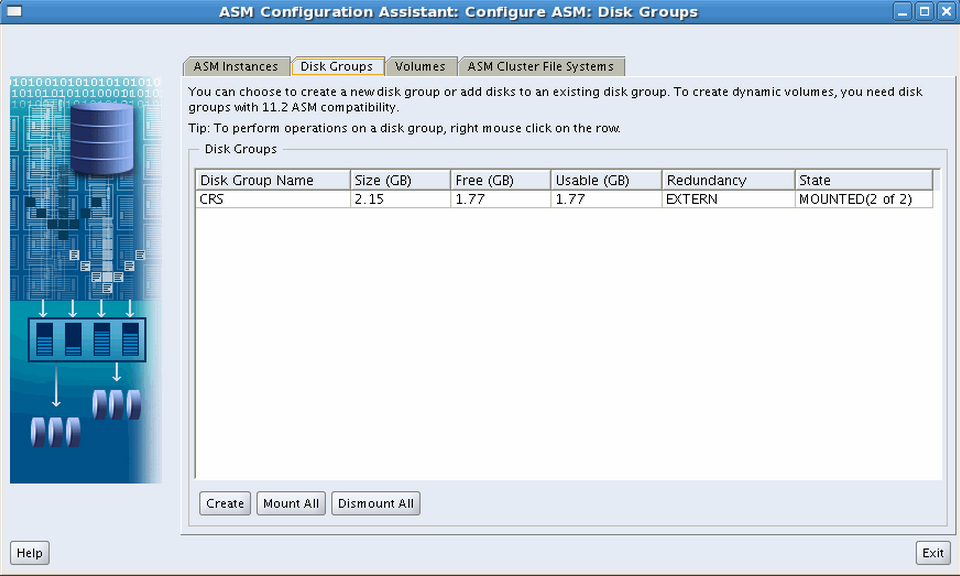 ASM Configuration Assistant: Configure ASM: Disk Groups
ASM Instances
Disk Groups
Volumes
ASM Cluster File Systems
You can choose to create a new disk group or add disks to an existing disk group. To create dynamic volumes, you need disk
groups with 11.2 ASM compatibility.
Tip: To perform operations on a disk group, right mouse click on the row.
Disk Groups
Disk Group Name Size (GB) Free (GB) Usable (GB) Redundancy State
CRS 2.15 1.77 1.77 EXTERN MOUNTED(2 of 2)
Create Mount All Dismount All
Help Exit